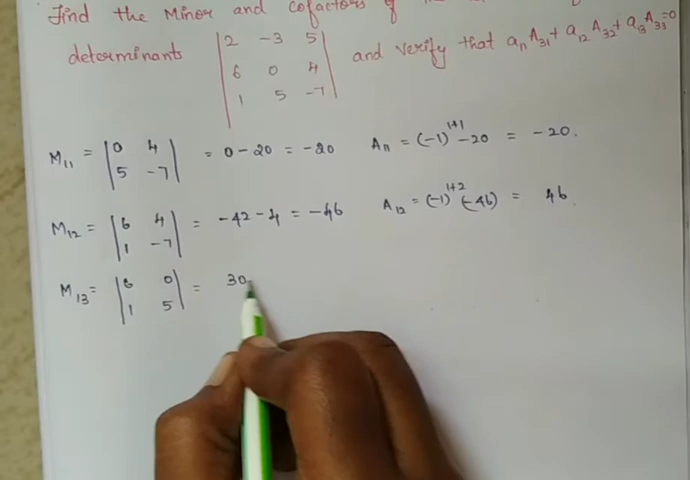 Find the Minor and cofactors of
determinants |2 -3 5| and verify that a₁₁A₃₁ + a₁₂A₃₂ + a₁₃A₃₃=0
|6 0 4|
|1 5 -7|
M₁₁ = |0 4| = 0-20 = -20 A₁₁ = (-1)¹⁺¹ -20 = -20.
|5 -7|
M₁₂ = |6 4| = -42-4 = -46 A₁₂ = (-1)¹⁺² (-46) = 46.
|1 -7|
M₁₃ = |6 0| = 30
|1 5|